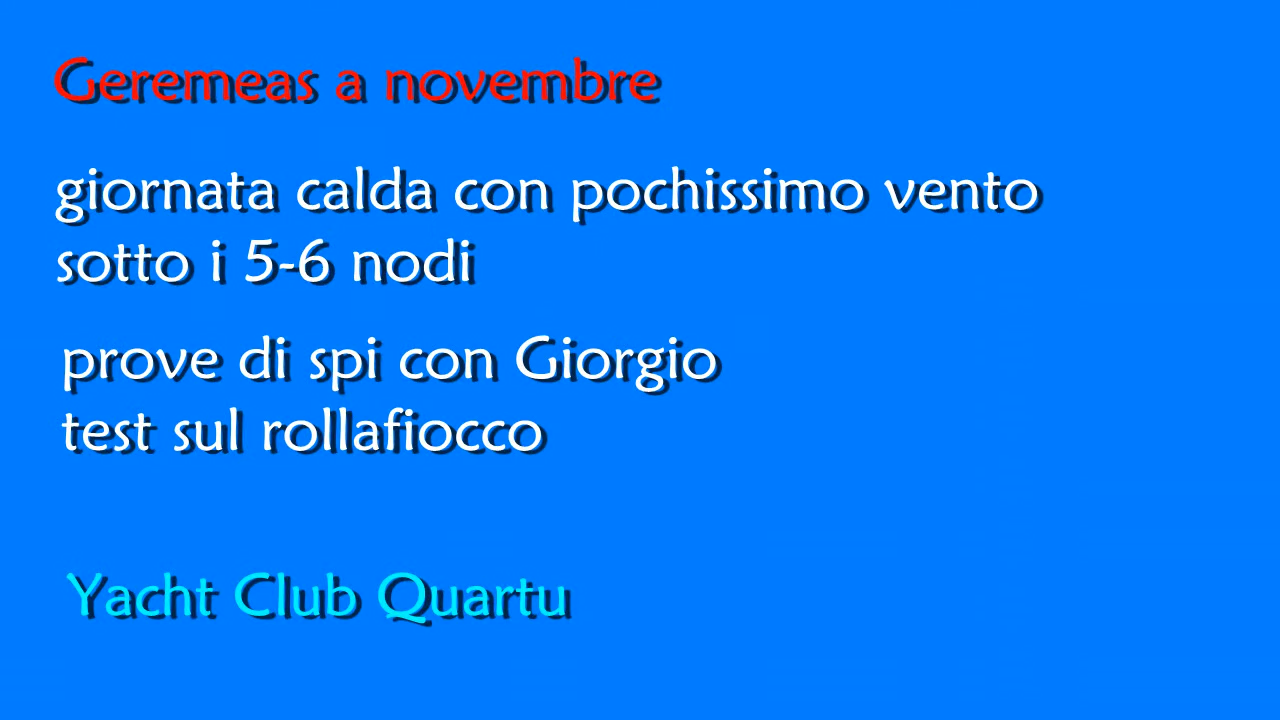 Geremeas a novembre
giornata calda con pochissimo vento
sotto i 5-6 nodi
prove di spi con Giorgio
test sul rollafiocco
Yacht Club Quartu